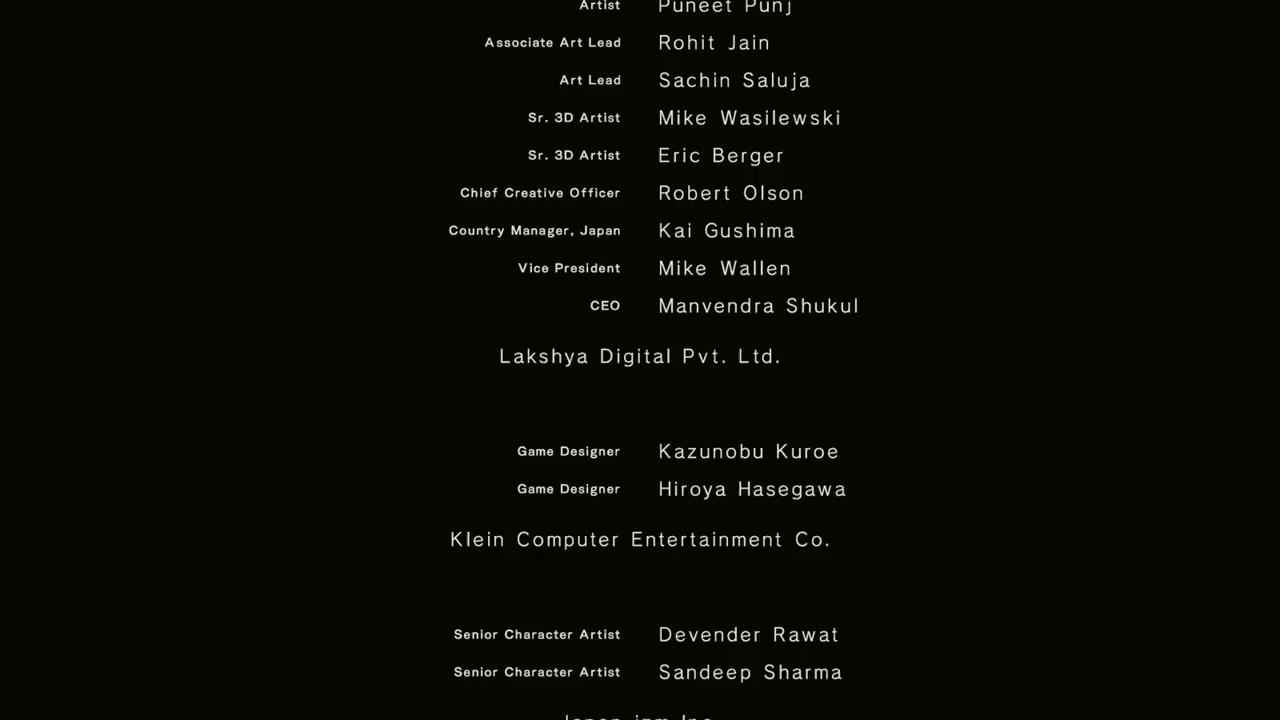 Artist Puneet Punj
Associate Art Lead Rohit Jain
Art Lead Sachin Saluja
Sr. 3D Artist Mike Wasilewski
Sr. 3D Artist Eric Berger
Chief Creative Officer Robert Olson
Country Manager, Japan Kai Gushima
Vice President Mike Wallen
CEO Manvendra Shukul
Lakshya Digital Pvt. Ltd.
Game Designer Kazunobu Kuroe
Game Designer Hiroya Hasegawa
Klein Computer Entertainment Co.
Senior Character Artist Devender Rawat
Senior Character Artist Sandeep Sharma